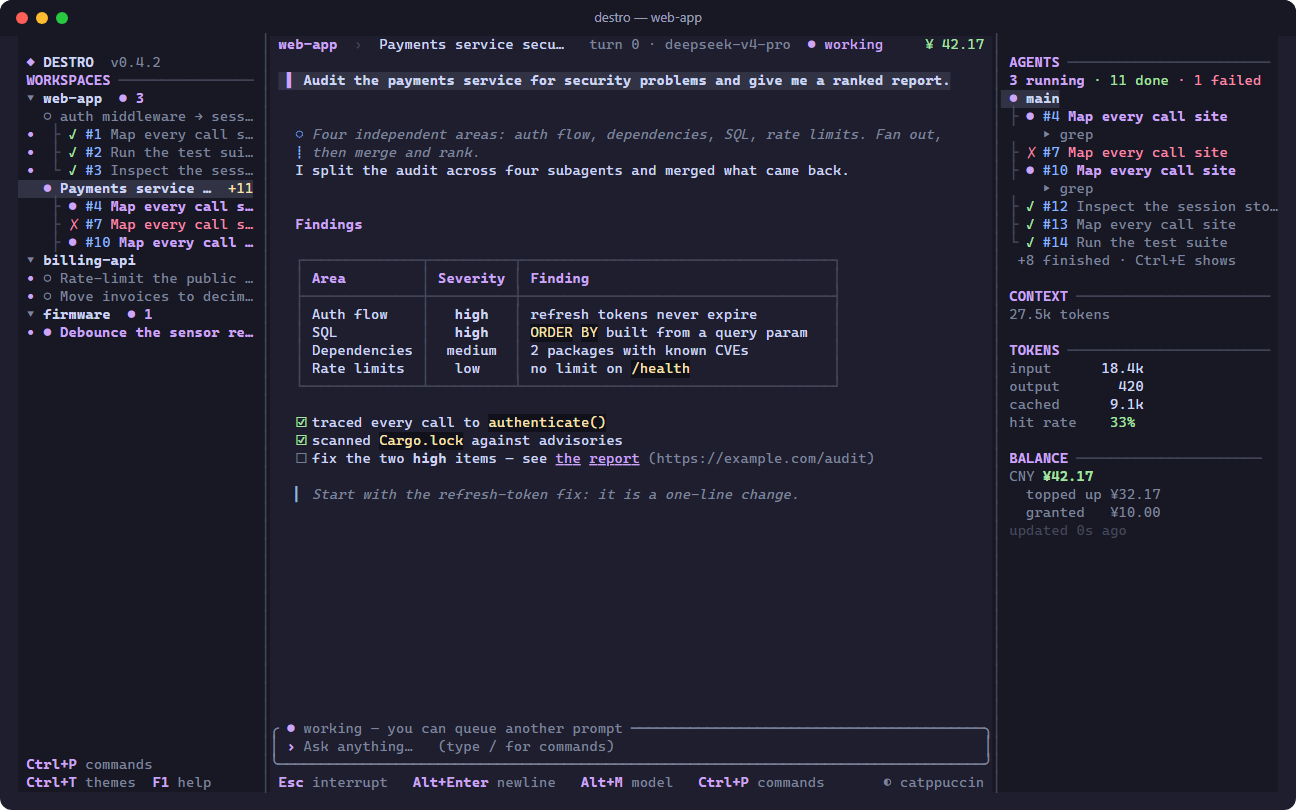 destro — web-app
◆ DESTRO v0.4.2
WORKSPACES
▾ web-app ● 3
○ auth middleware → sess…
● ✓ #1 Map every call s…
● ✓ #2 Run the test sui…
● ✓ #3 Inspect the sess…
● Payments service … +11
● #4 Map every call s…
✗ #7 Map every call s…
● #10 Map every call …
▾ billing-api
● ○ Rate-limit the public …
● ○ Move invoices to decim…
▾ firmware ● 1
● ● Debounce the sensor re…
Ctrl+P commands
Ctrl+T themes F1 help
web-app › Payments service secu… turn 0 · deepseek-v4-pro ● working ¥ 42.17
Audit the payments service for security problems and give me a ranked report.
○ Four independent areas: auth flow, dependencies, SQL, rate limits. Fan out,
then merge and rank.
I split the audit across four subagents and merged what came back.
Findings
Area Severity Finding
Auth flow high refresh tokens never expire
SQL high ORDER BY built from a query param
Dependencies medium 2 packages with known CVEs
Rate limits low no limit on /health
☑ traced every call to authenticate()
☑ scanned Cargo.lock against advisories
☐ fix the two high items — see the report (https://example.com/audit)
Start with the refresh-token fix: it is a one-line change.
● working — you can queue another prompt
› Ask anything… (type / for commands)
Esc interrupt Alt+Enter newline Alt+M model Ctrl+P commands ◐ catppuccin
AGENTS
3 running · 11 done · 1 failed
● main
● #4 Map every call site
▸ grep
✗ #7 Map every call site
● #10 Map every call site
▸ grep
✓ #12 Inspect the session sto…
✓ #13 Map every call site
✓ #14 Run the test suite
+8 finished · Ctrl+E shows
CONTEXT
27.5k tokens
TOKENS
input 18.4k
output 420
cached 9.1k
hit rate 33%
BALANCE
CNY ¥42.17
topped up ¥32.17
granted ¥10.00
updated 0s ago